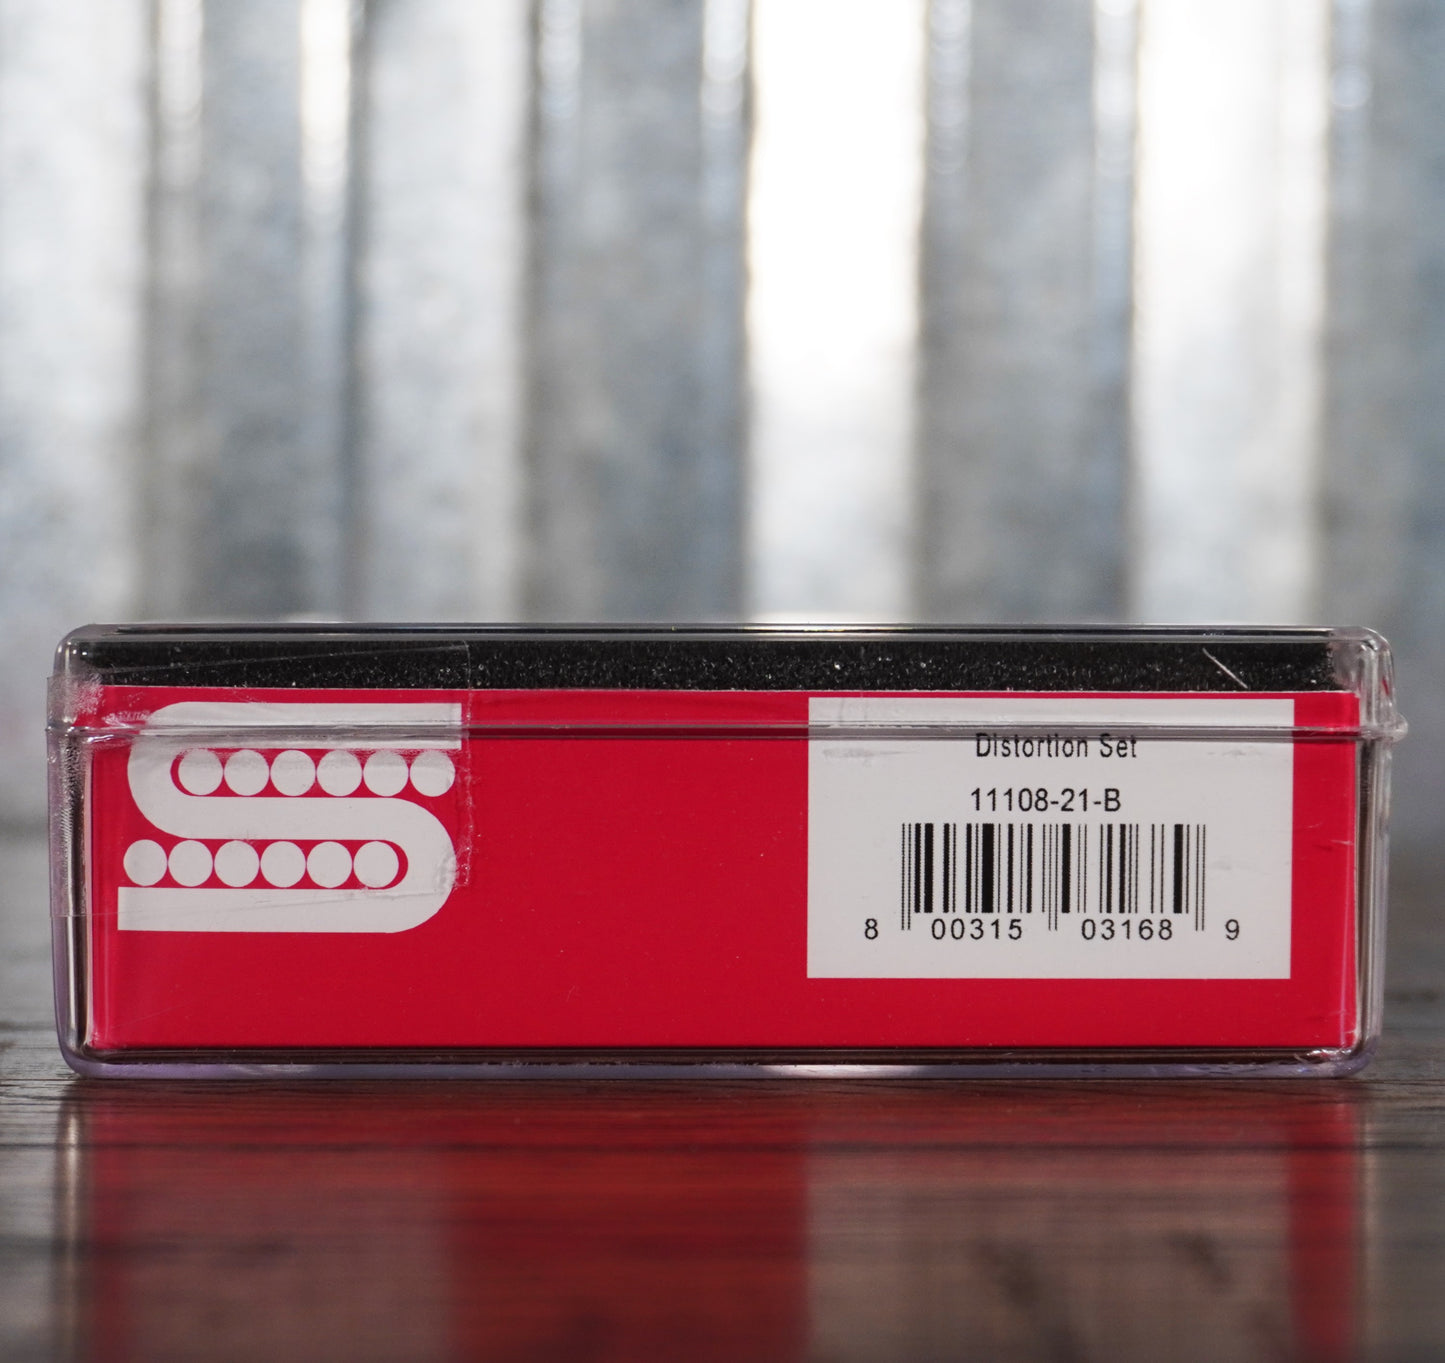 Distortion Set
11108-21-B
8 00315 03168 9